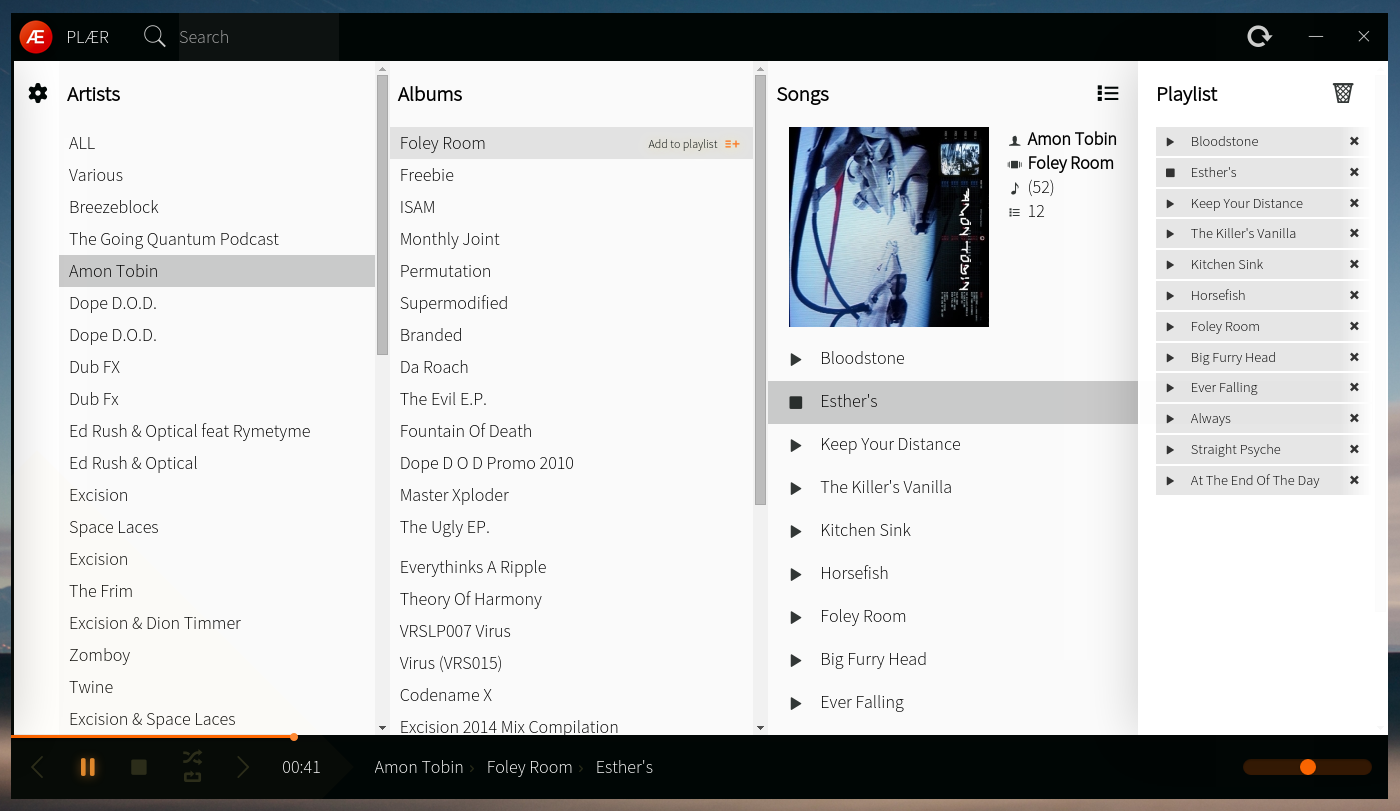 Æ PLÆR Search
Artists
ALL
Various
Breezeblock
The Going Quantum Podcast
Amon Tobin
Dope D.O.D.
Dope D.O.D.
Dub FX
Dub Fx
Ed Rush & Optical feat Rymetyme
Ed Rush & Optical
Excision
Space Laces
Excision
The Frim
Excision & Dion Timmer
Zomboy
Twine
Excision & Space Laces
Albums
Foley Room Add to playlist
Freebie
ISAM
Monthly Joint
Permutation
Supermodified
Branded
Da Roach
The Evil E.P.
Fountain Of Death
Dope D O D Promo 2010
Master Xploder
The Ugly EP.
Everythinks A Ripple
Theory Of Harmony
VRSLP007 Virus
Virus (VRS015)
Codename X
Excision 2014 Mix Compilation
Songs
AMON TOBIN
Amon Tobin
Foley Room
(52)
12
Bloodstone
Esther's
Keep Your Distance
The Killer's Vanilla
Kitchen Sink
Horsefish
Foley Room
Big Furry Head
Ever Falling
Playlist
Bloodstone
Esther's
Keep Your Distance
The Killer's Vanilla
Kitchen Sink
Horsefish
Foley Room
Big Furry Head
Ever Falling
Always
Straight Psyche
At The End Of The Day
00:41 Amon Tobin › Foley Room › Esther's